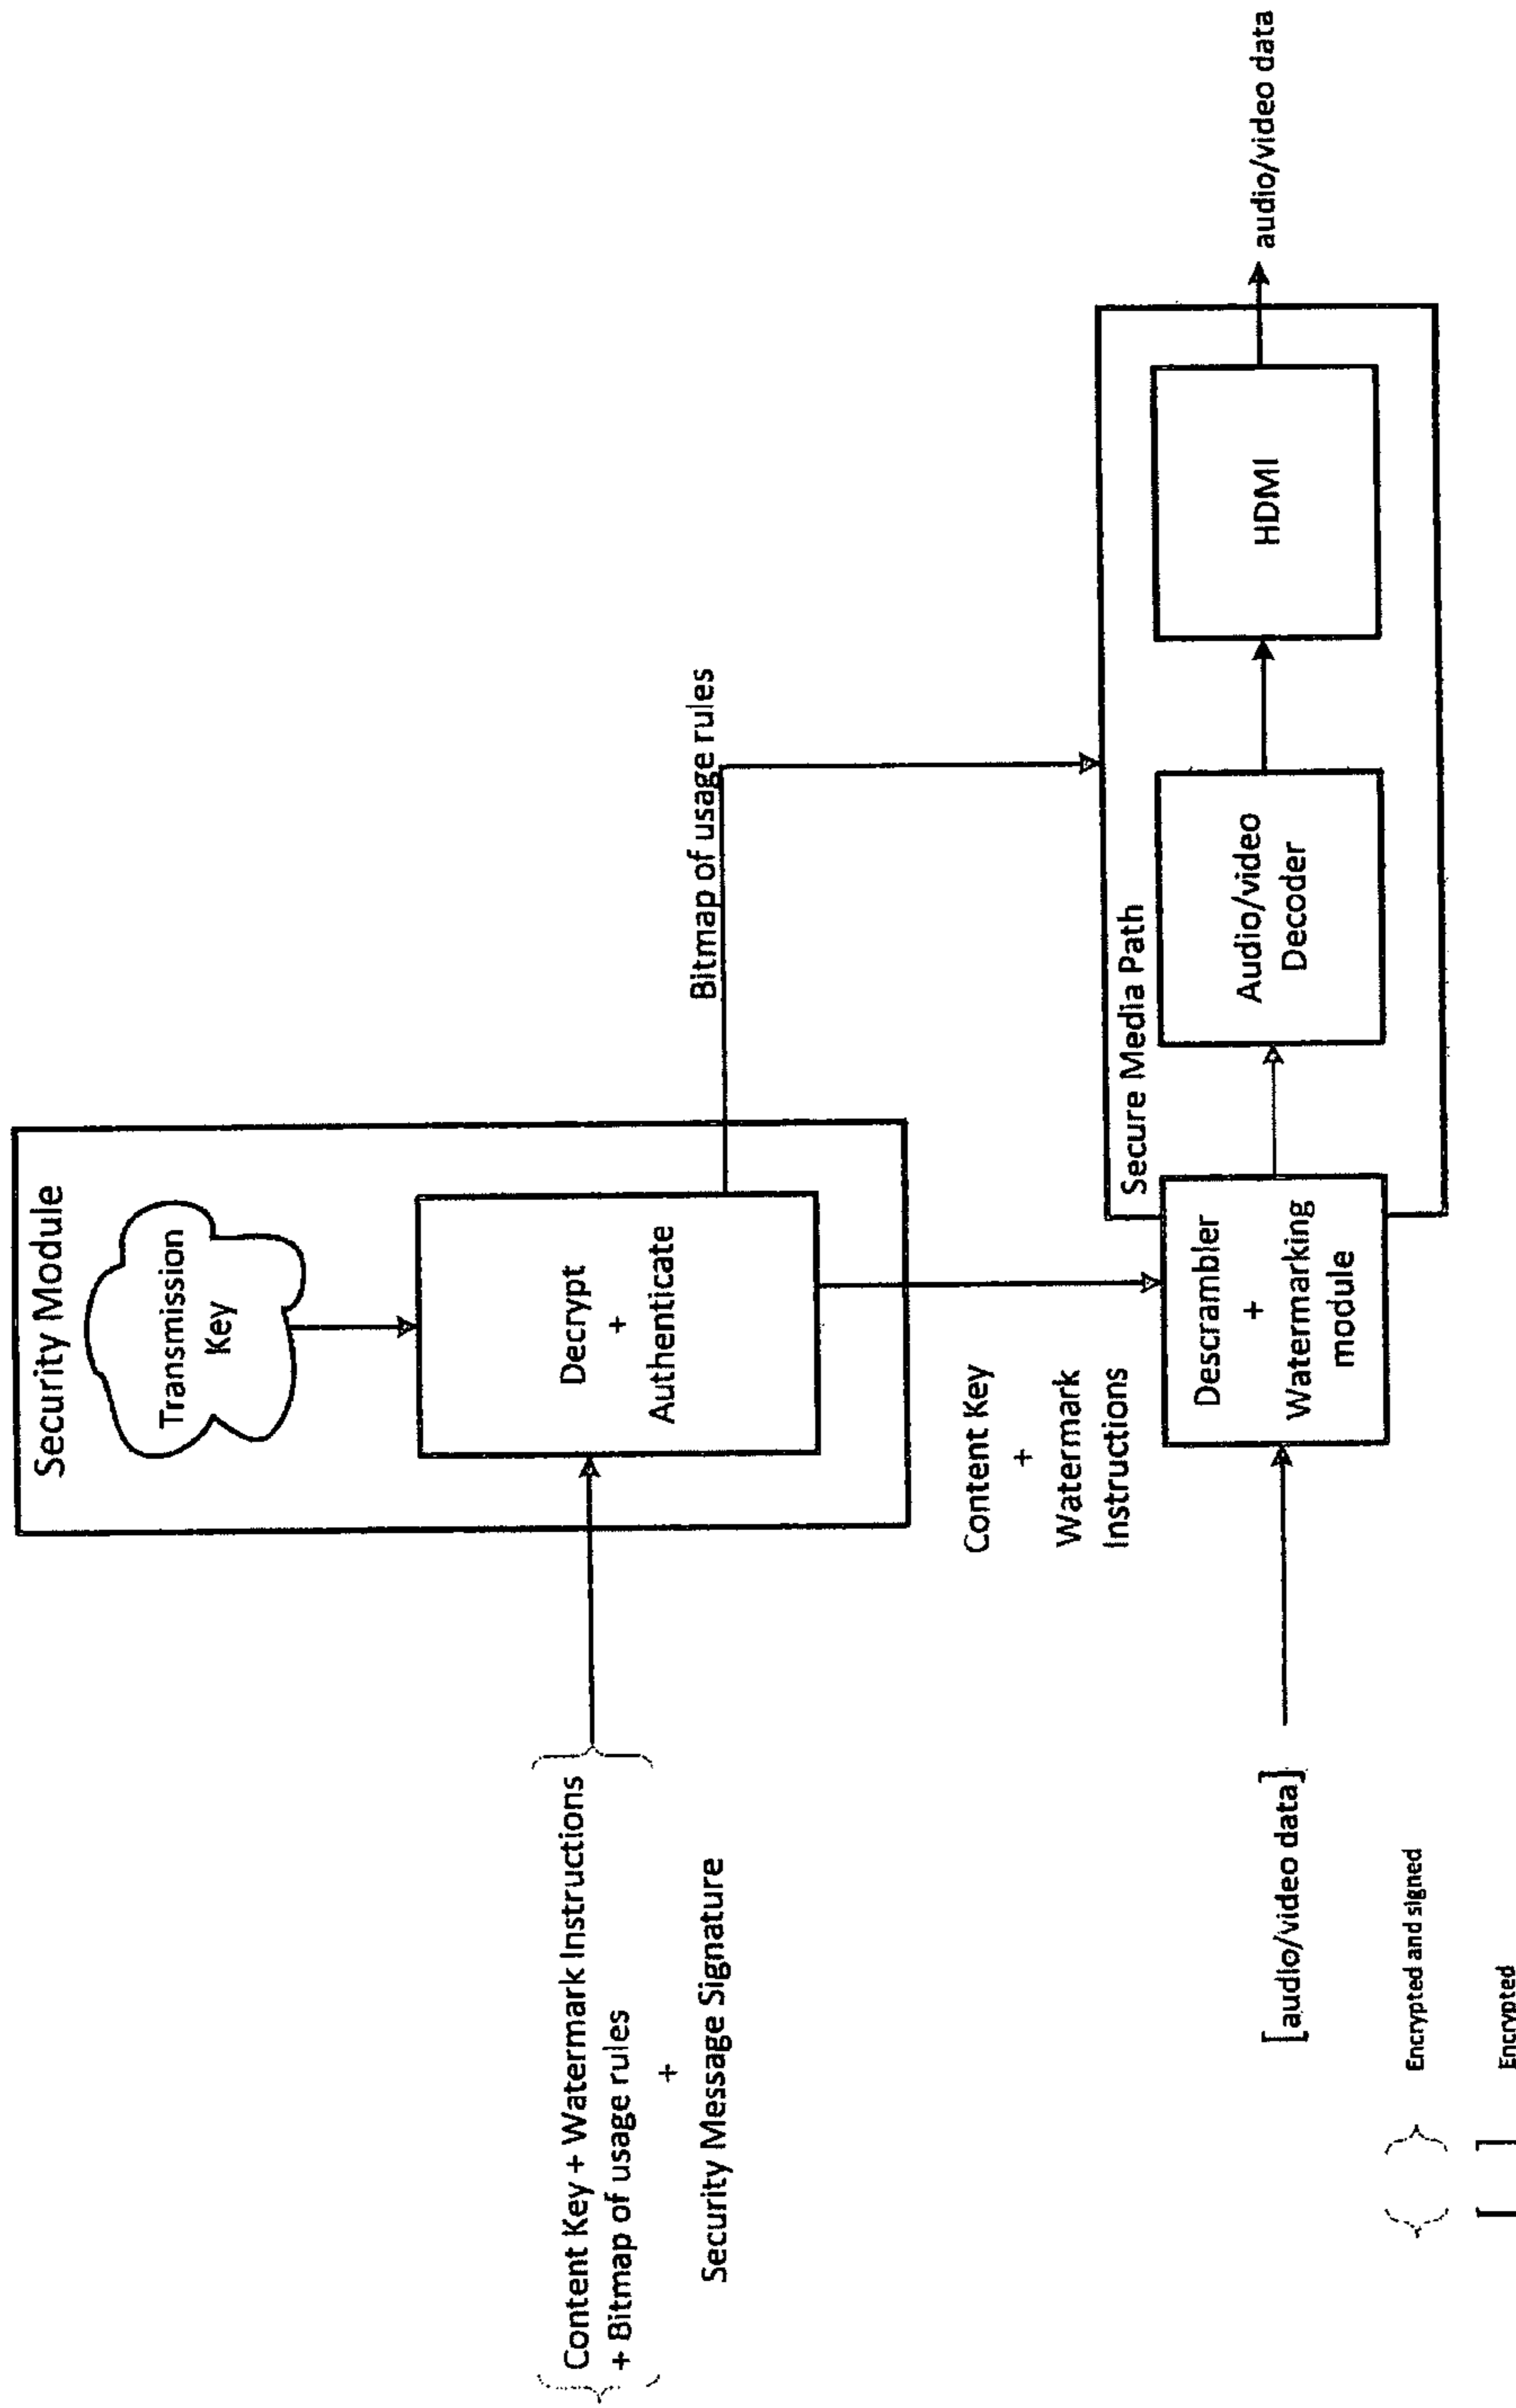 Security Module
Transmission
Key
Decrypt
+
Authenticate
Content Key + Watermark Instructions
+ Bitmap of usage rules
+
Security Message Signature
Bitmap of usage rules
Content Key
+
Watermark
Instructions
Secure Media Path
Descrambler
+
Watermarking
module
Audio/video
Decoder
HDMI
audio/video data
[audio/video data]
{ } Encrypted and signed
[ ] Encrypted